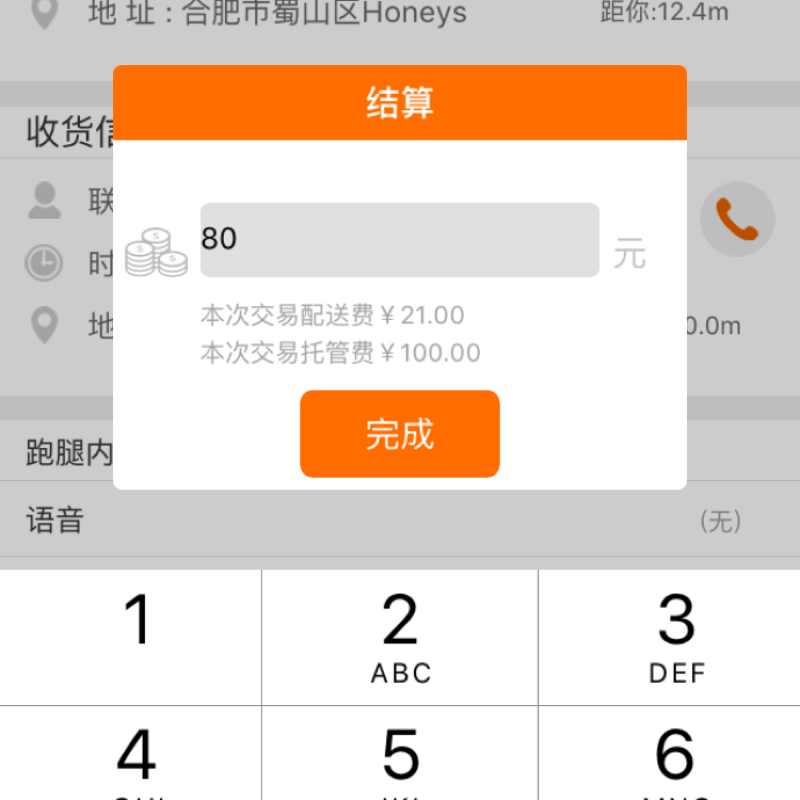 地 址：合肥市蜀山区Honeys 距你:12.4m
结算
收货信
联
80 元
时
本次交易配送费￥21.00
地 0.0m
本次交易托管费￥100.00
完成
跑腿内
语音 (无)
1 2 3
ABC DEF
4 5 6